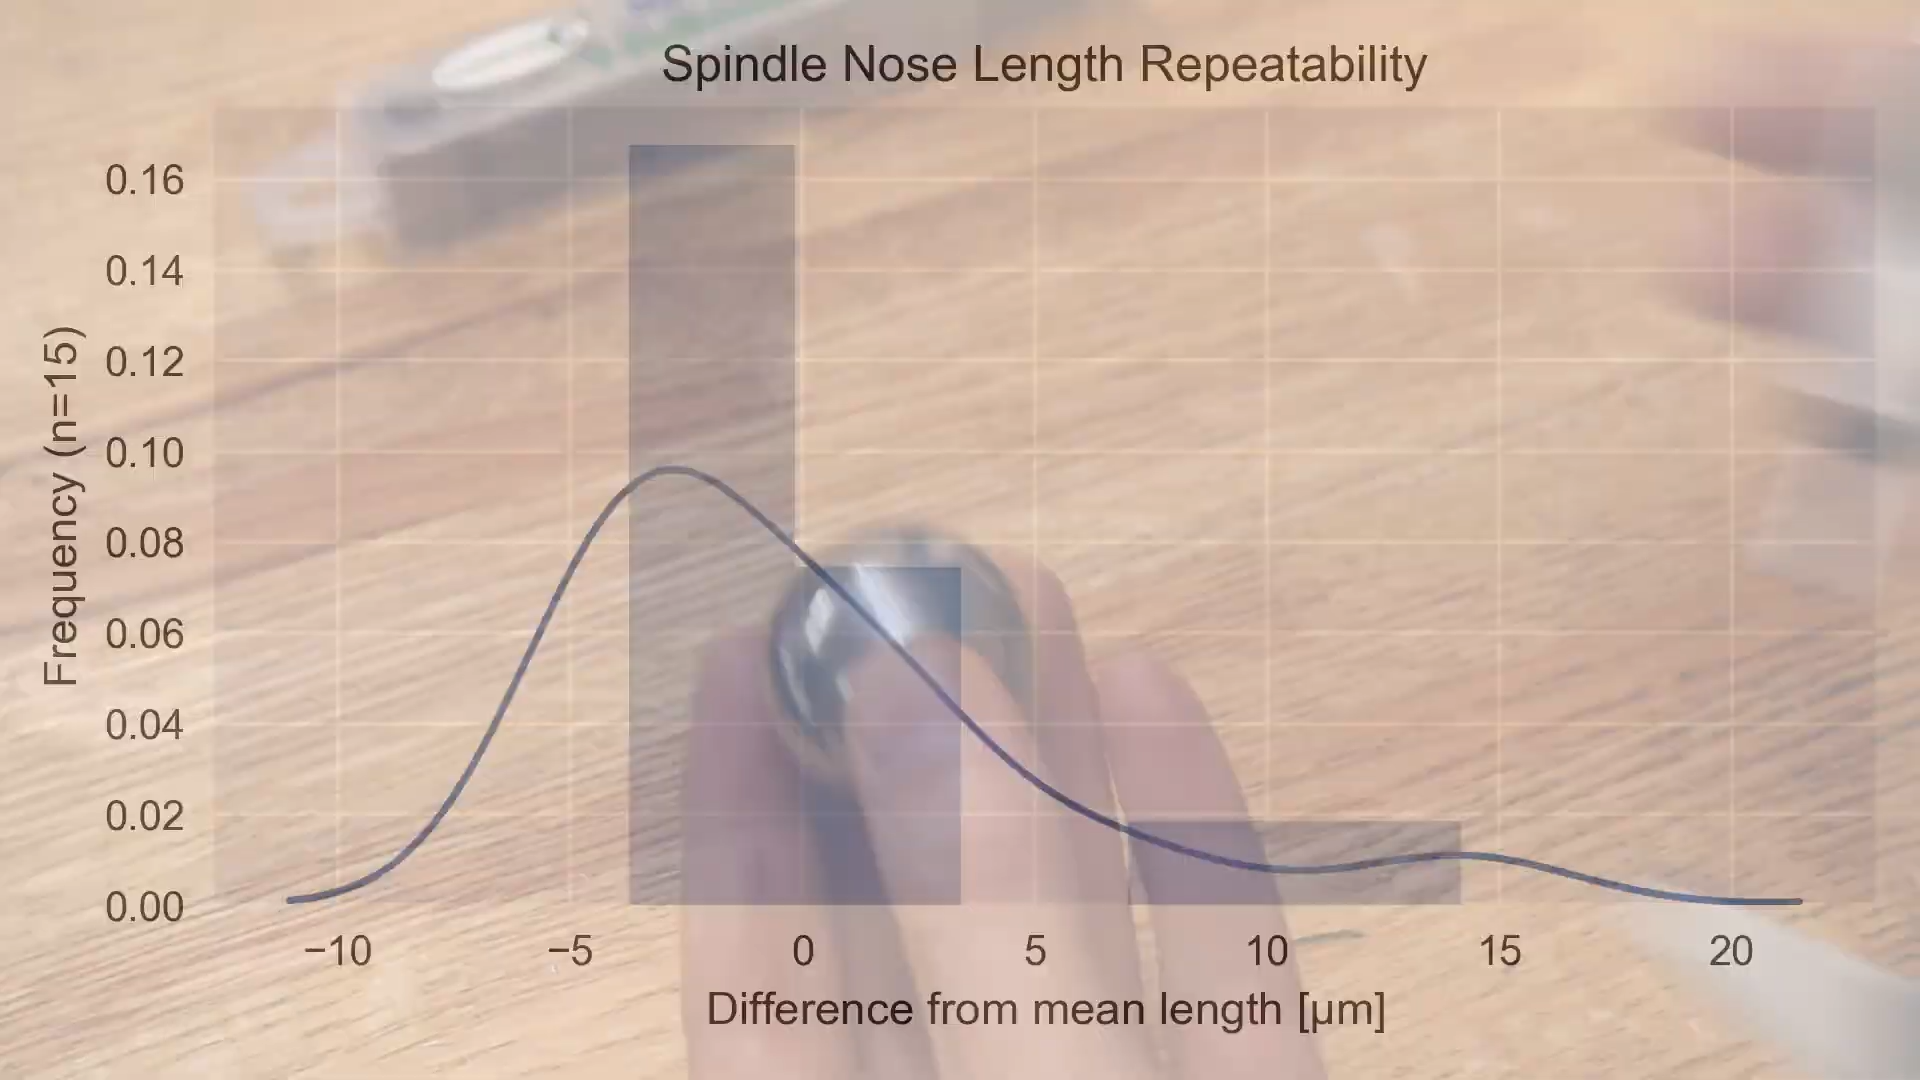 Spindle Nose Length Repeatability
0.16
0.14
0.12
0.10
0.08
0.06
0.04
0.02
0.00
Frequency (n=15)
−10 −5 0 5 10 15 20
Difference from mean length [μm]